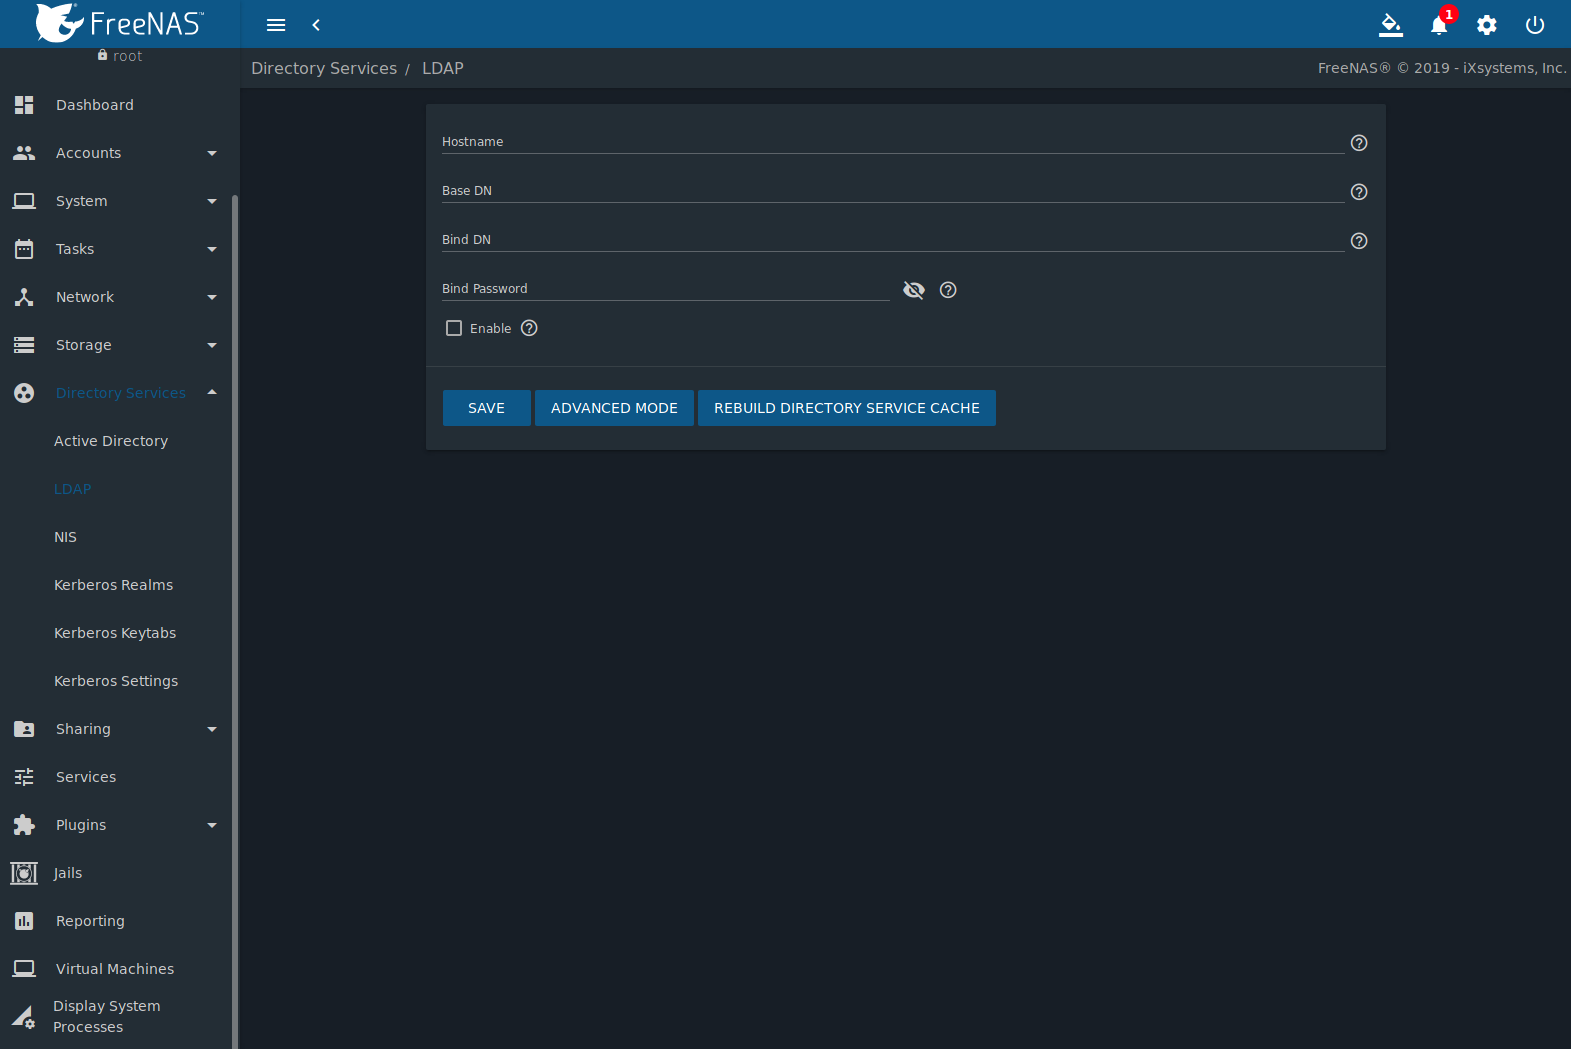 FreeNAS™
1
root
Directory Services / LDAP
FreeNAS® © 2019 - iXsystems, Inc.
Dashboard
Accounts
System
Tasks
Network
Storage
Directory Services
Active Directory
LDAP
NIS
Kerberos Realms
Kerberos Keytabs
Kerberos Settings
Sharing
Services
Plugins
Jails
Reporting
Virtual Machines
Display System
Processes
Hostname
Base DN
Bind DN
Bind Password
Enable
SAVE
ADVANCED MODE
REBUILD DIRECTORY SERVICE CACHE